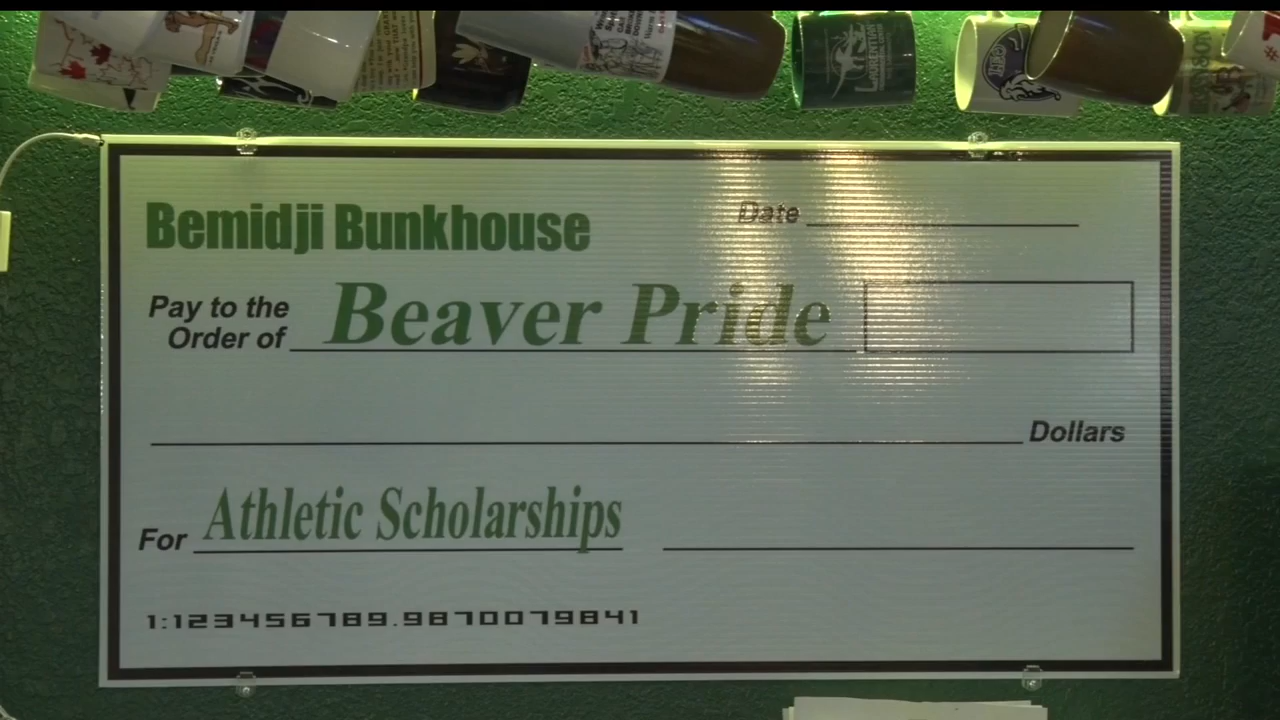 Bemidji Bunkhouse
Date
Pay to the
Order of
Beaver Pride
Dollars
For Athletic Scholarships
1:123456789.9870079841